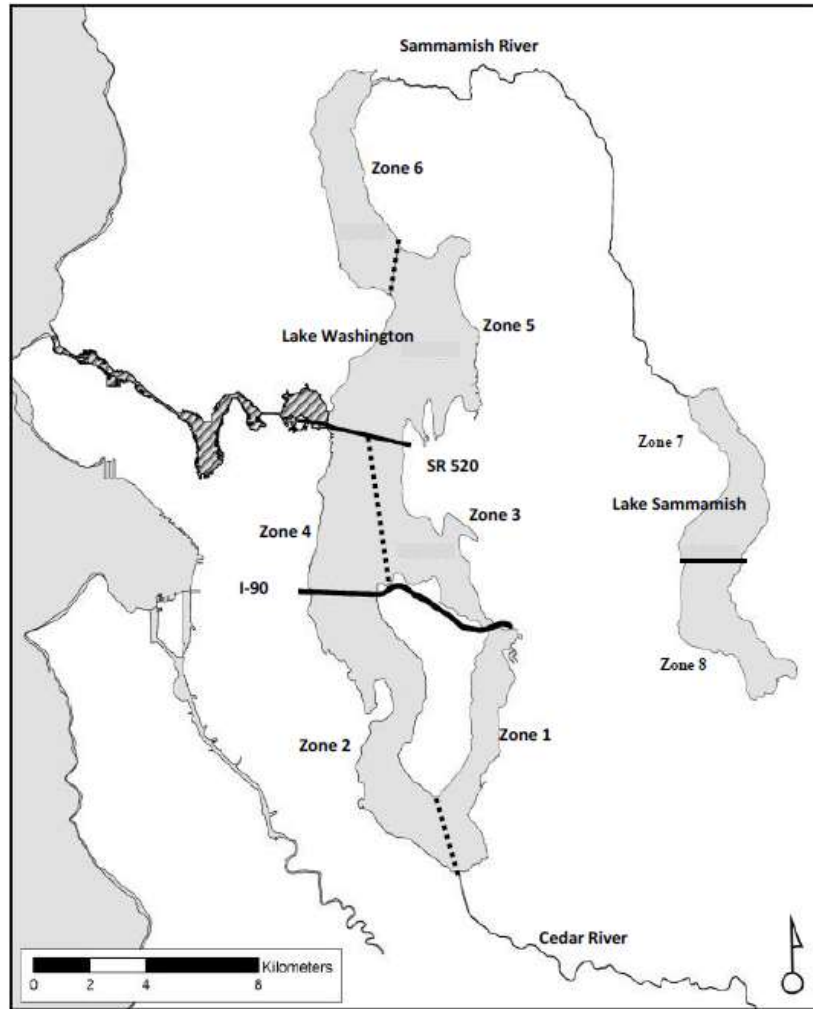 Sammamish River
Zone 6
Zone 5
Lake Washington
Zone 7
SR 520
Lake Sammamish
Zone 3
Zone 4
I-90
Zone 8
Zone 1
Zone 2
Cedar River
Kilometers
0 2 4 8